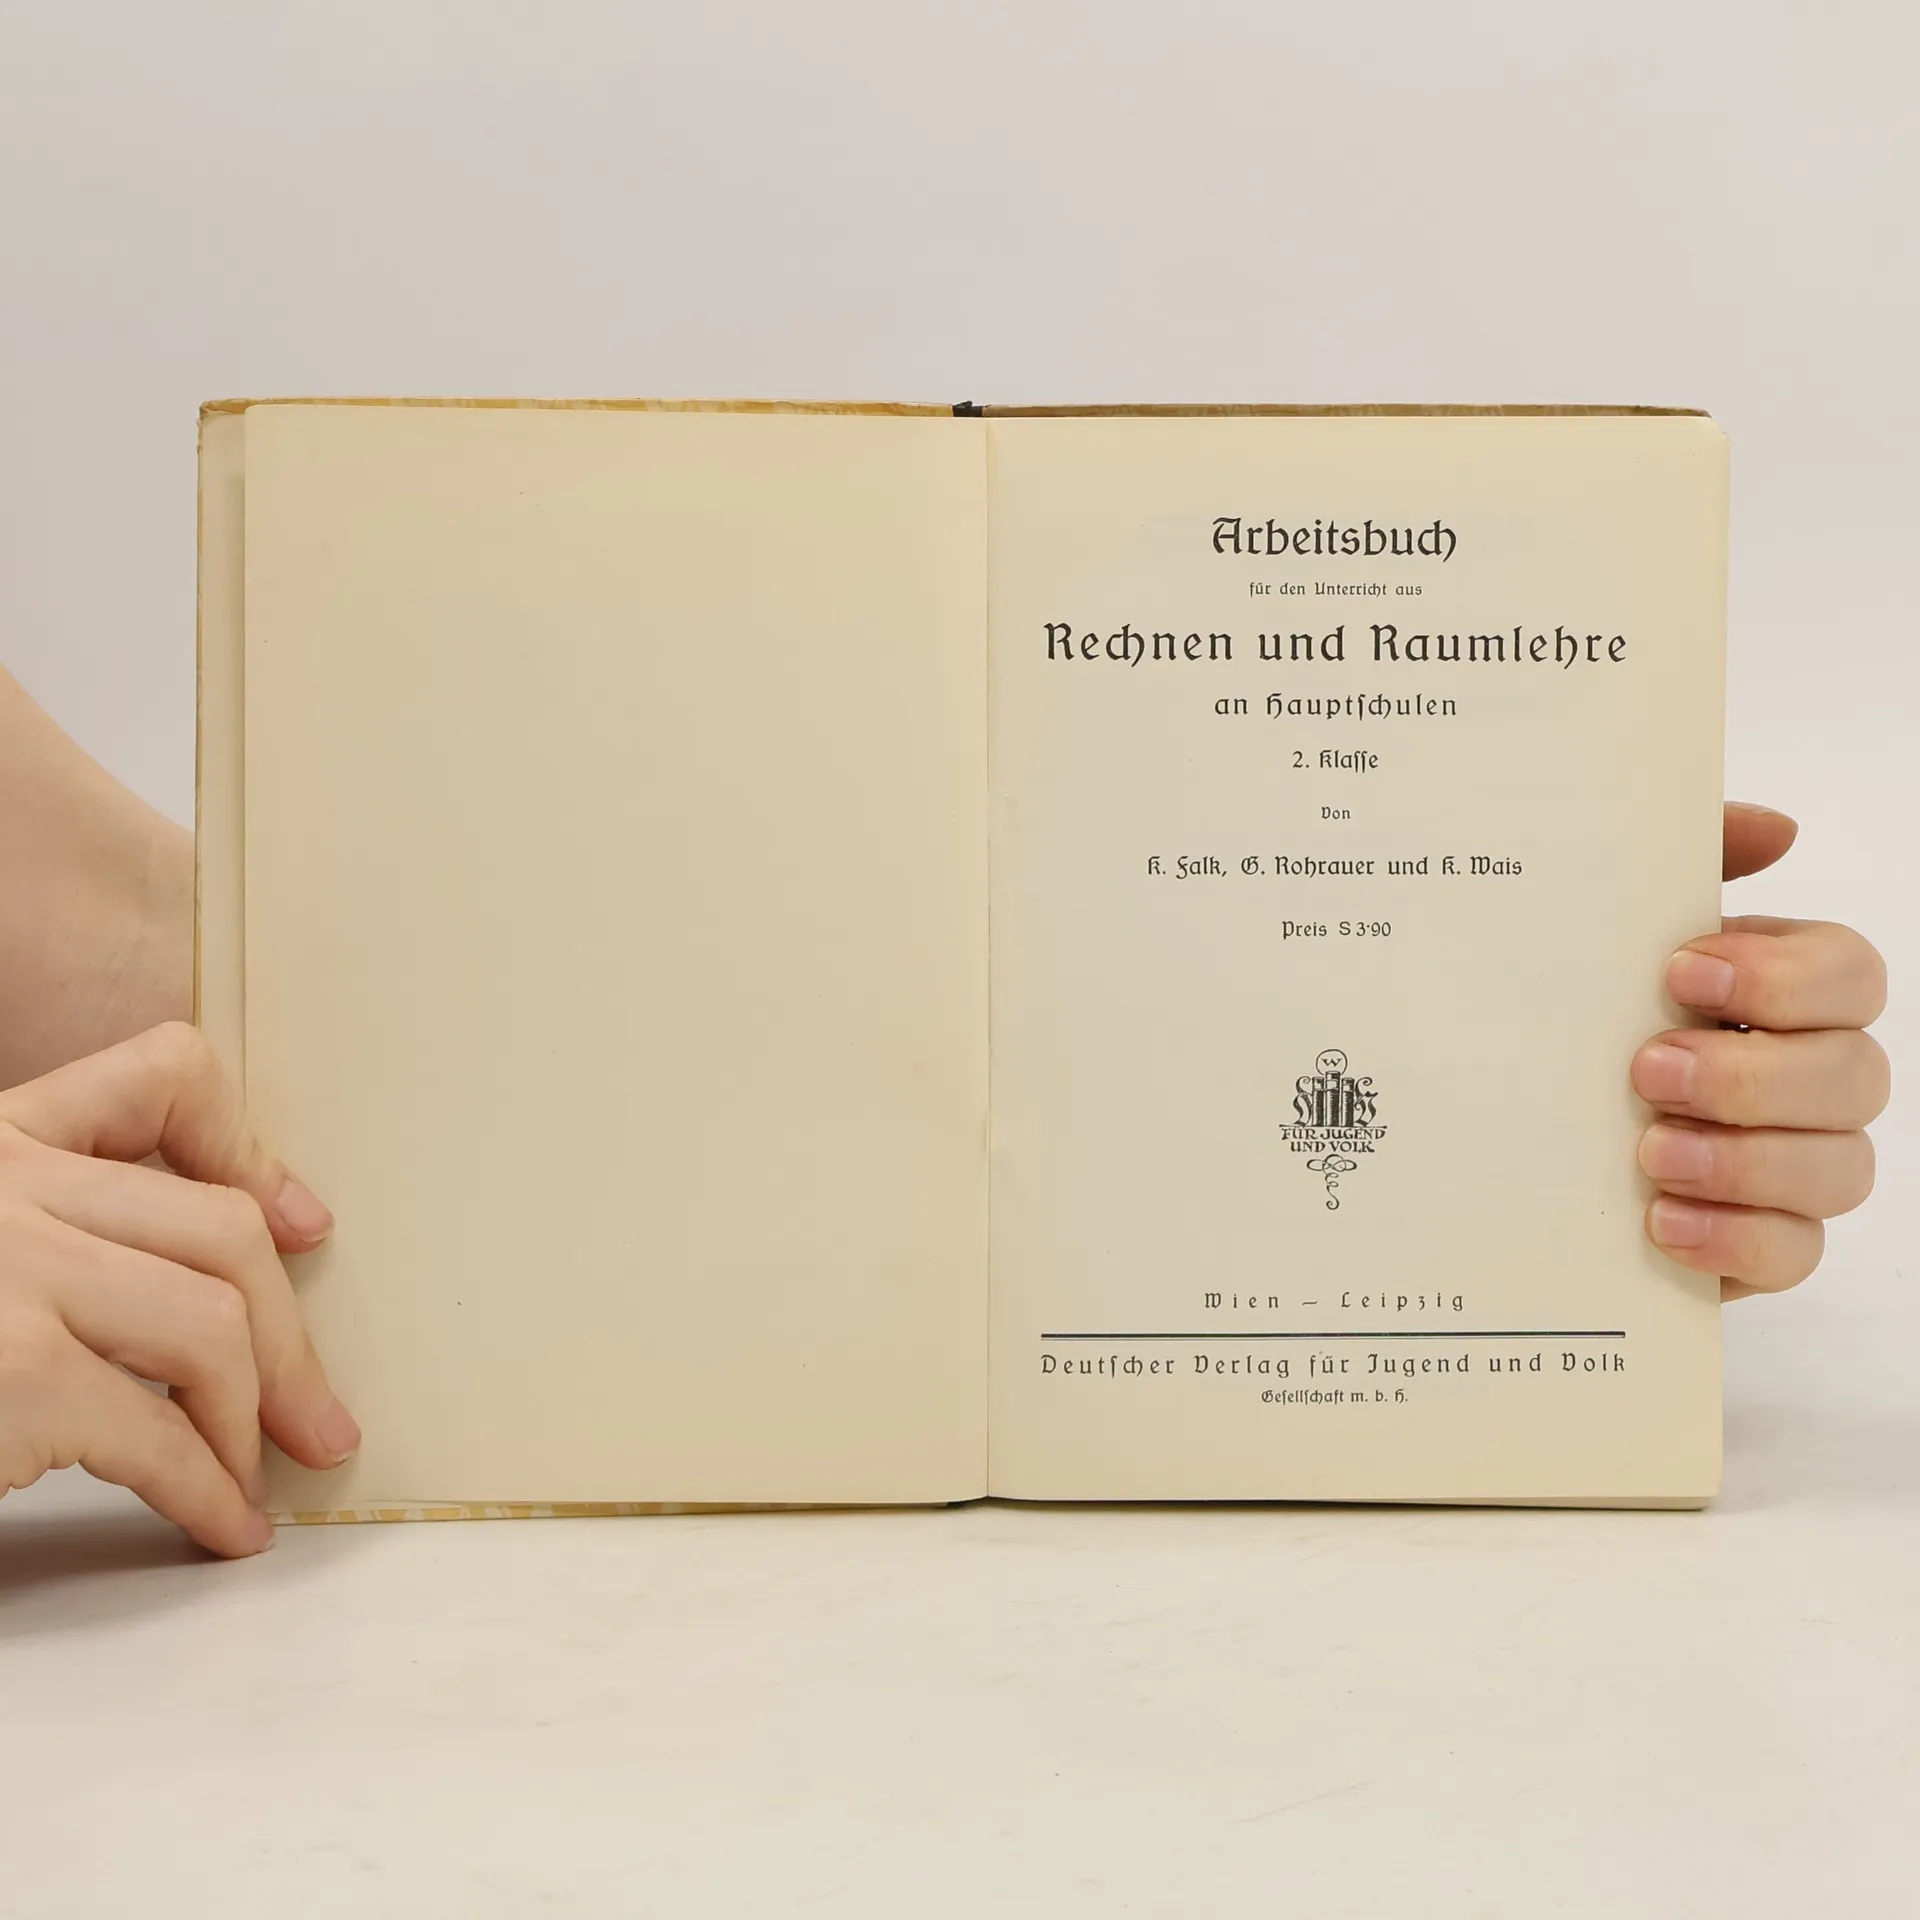 Arbeitsbuch
für den Unterricht aus
Rechnen und Raumlehre
an Hauptſchulen
2. Klaſſe
Von
K. Falk, G. Rohrauer und K. Wais
Preis S 3·90
W
FÜR JUGEND
UND VOLK
Wien – Leipzig
Deutſcher Verlag für Jugend und Volk
Geſellſchaft m. b. H.